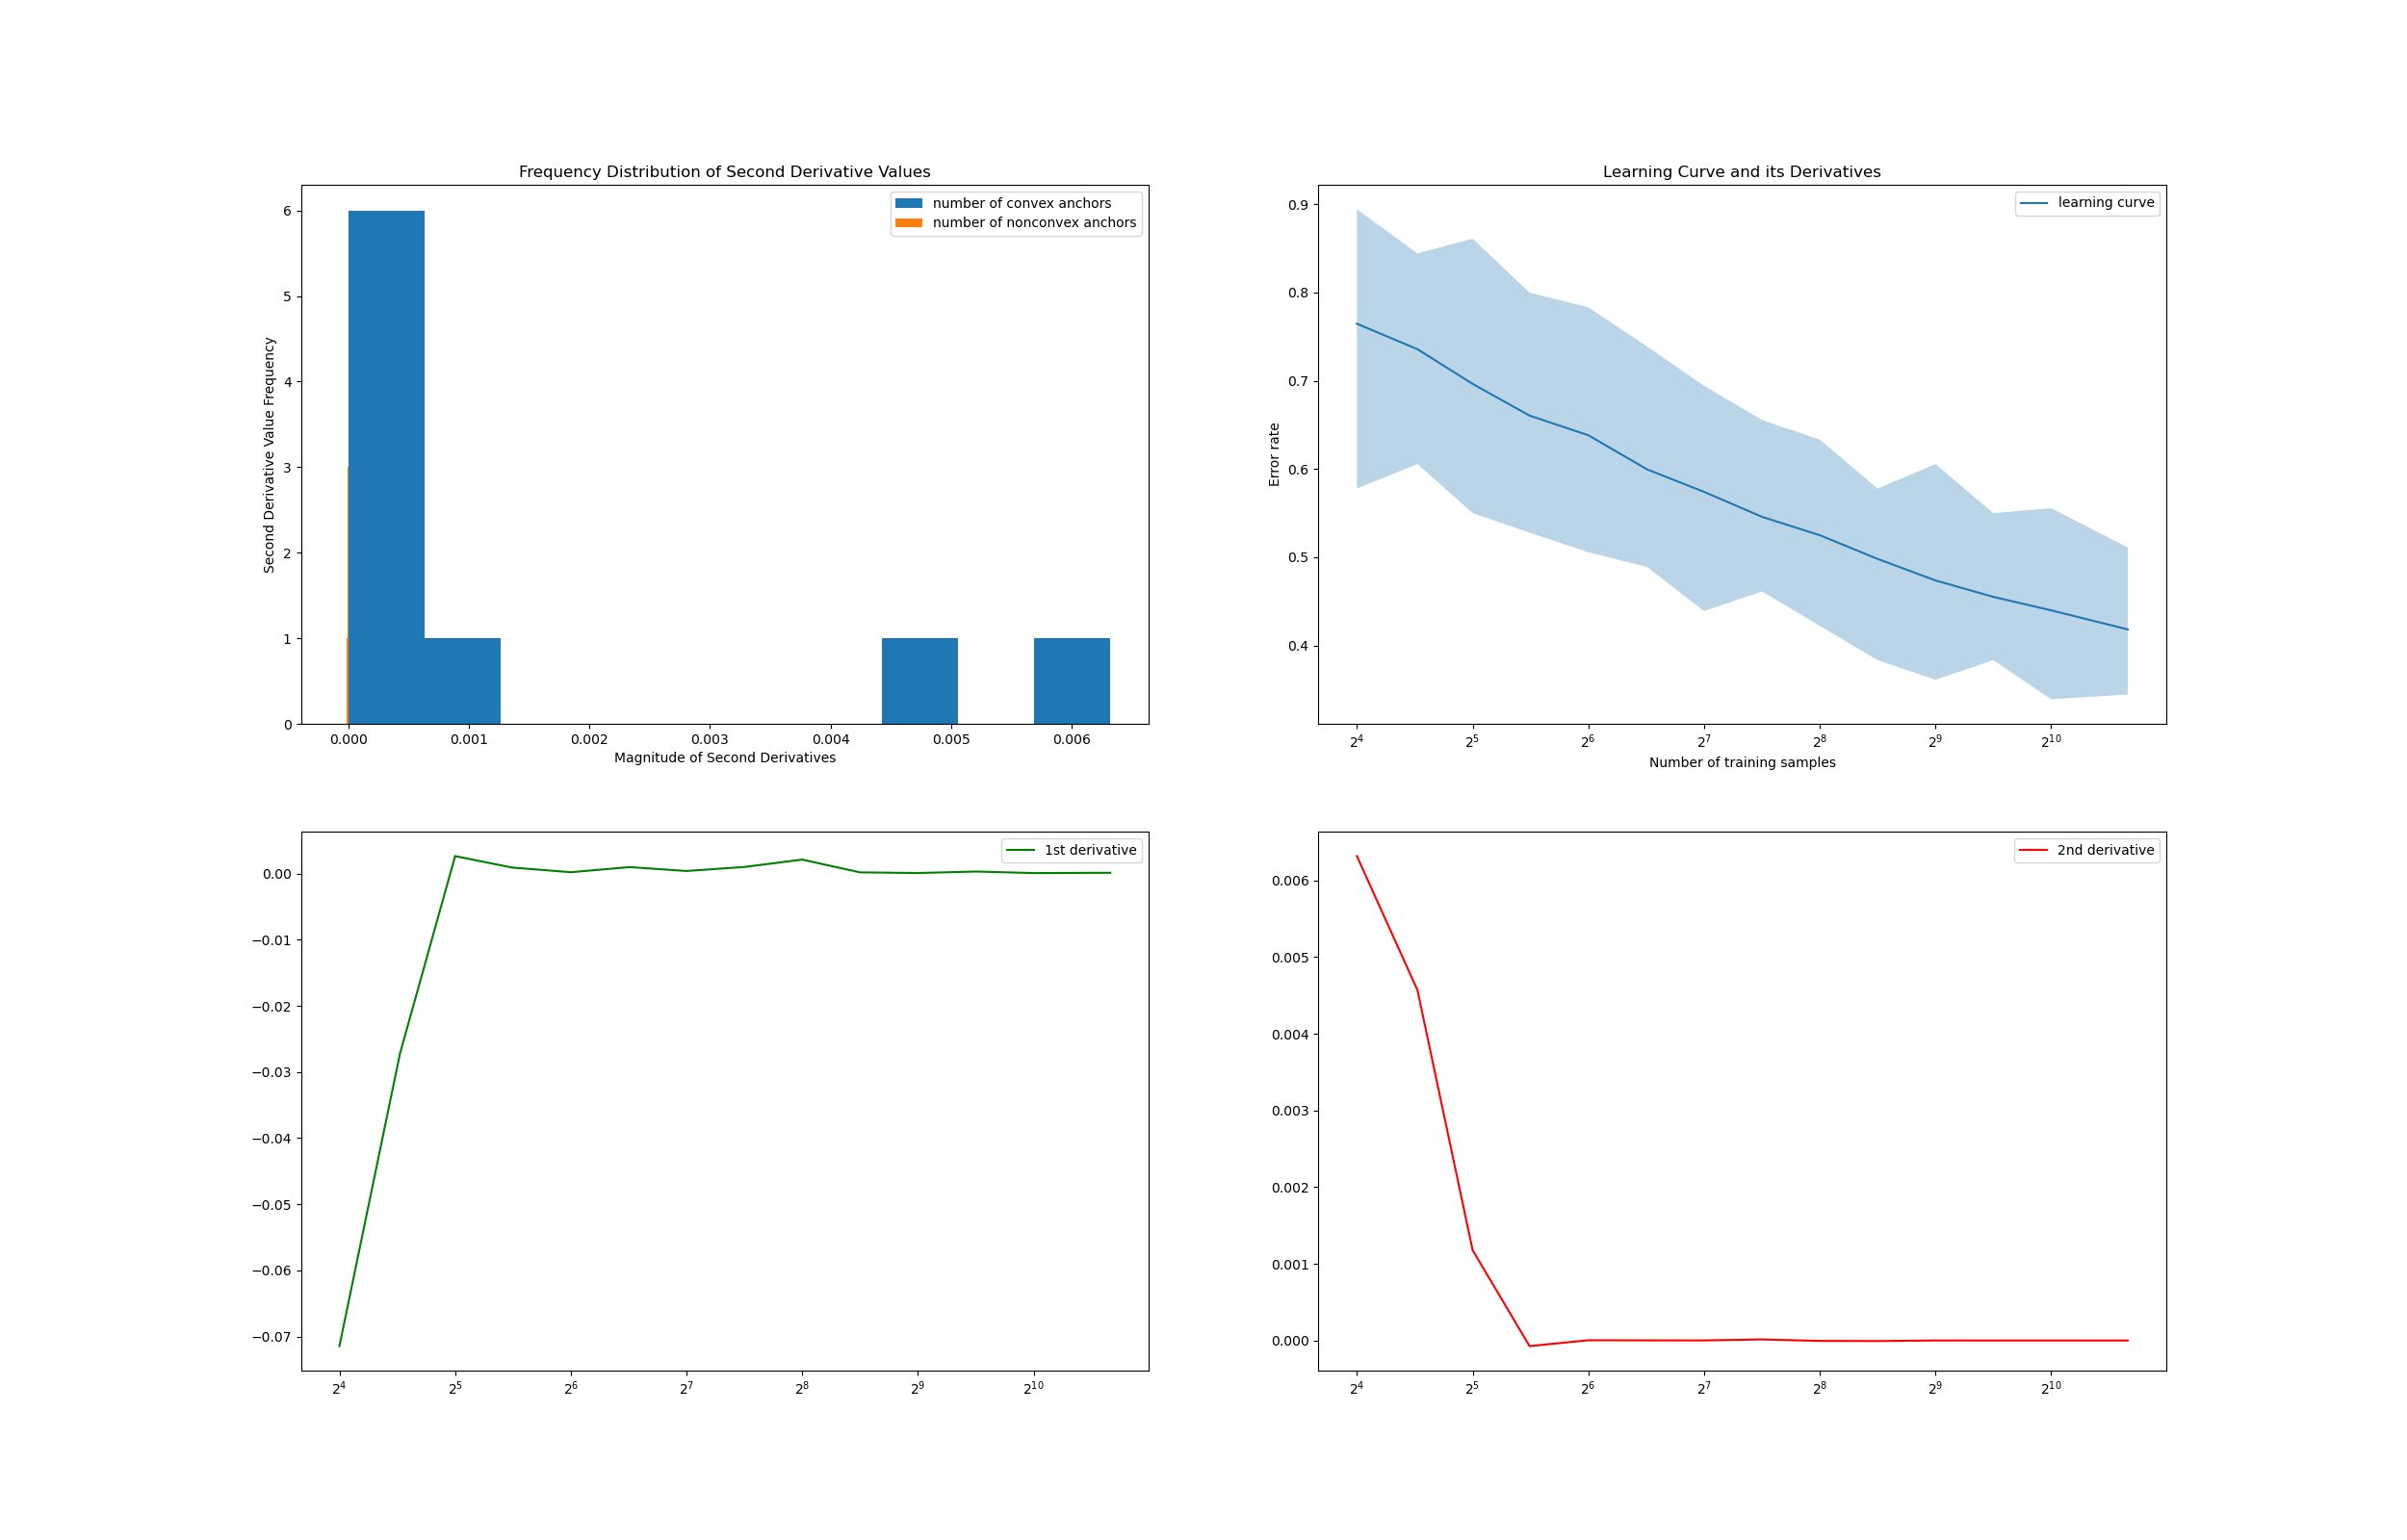 Frequency Distribution of Second Derivative Values
number of convex anchors
number of nonconvex anchors
Second Derivative Value Frequency
6
5
4
3
2
1
0
0.000 0.001 0.002 0.003 0.004 0.005 0.006
Magnitude of Second Derivatives
Learning Curve and its Derivatives
learning curve
Error rate
0.9
0.8
0.7
0.6
0.5
0.4
2⁴ 2⁵ 2⁶ 2⁷ 2⁸ 2⁹ 2¹⁰
Number of training samples
1st derivative
0.00
−0.01
−0.02
−0.03
−0.04
−0.05
−0.06
−0.07
2⁴ 2⁵ 2⁶ 2⁷ 2⁸ 2⁹ 2¹⁰
2nd derivative
0.006
0.005
0.004
0.003
0.002
0.001
0.000
2⁴ 2⁵ 2⁶ 2⁷ 2⁸ 2⁹ 2¹⁰